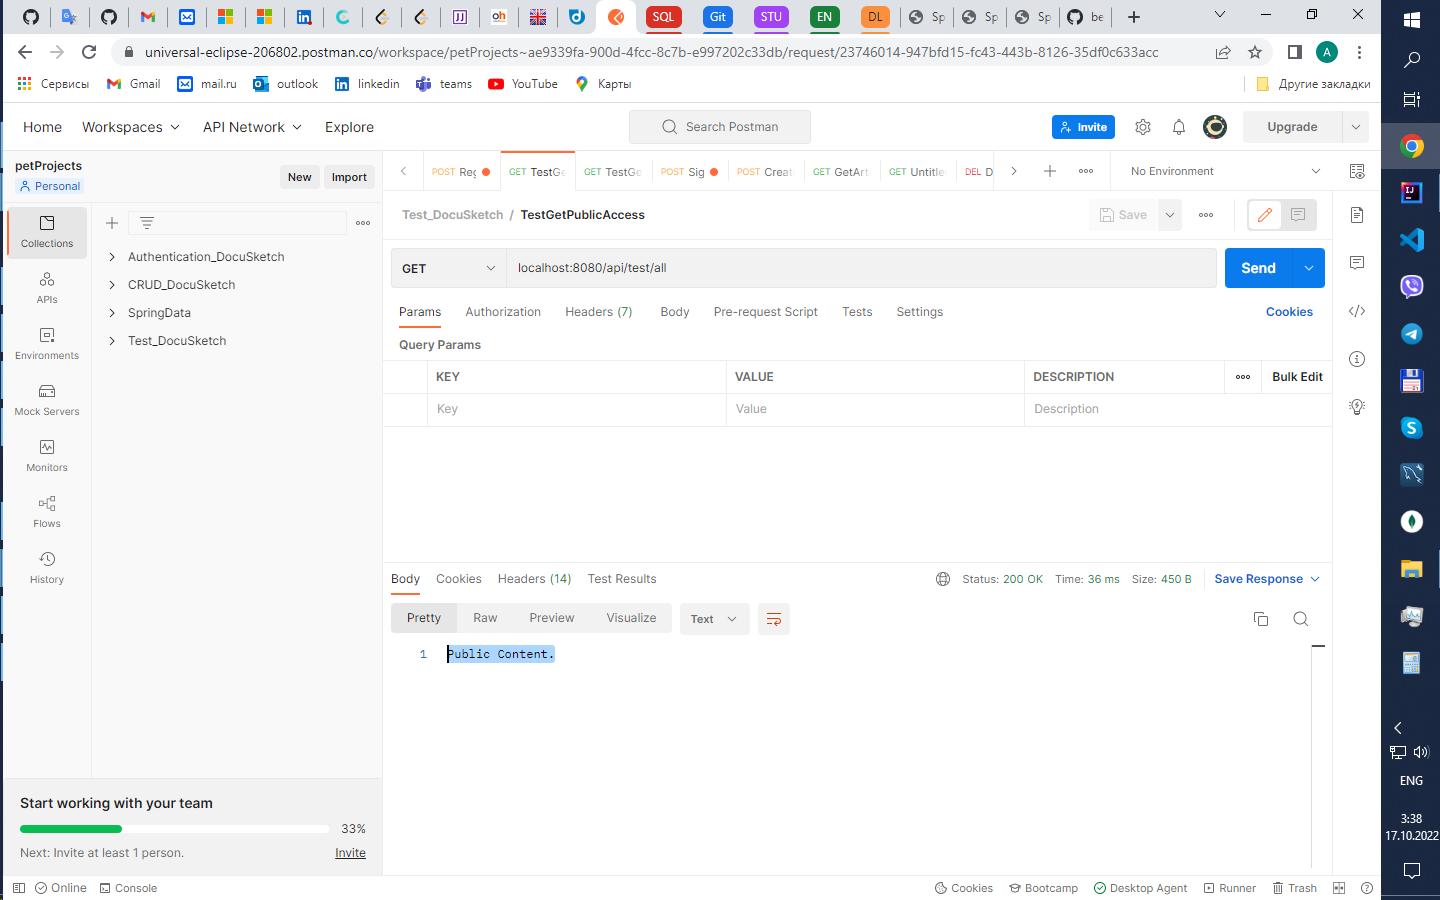 Sp
Sp
Sp
be
SQL
Git
STU
EN
DL
universal-eclipse-206802.postman.co/workspace/petProjects~ae9339fa-900d-4fcc-8c7b-e997202c33db/request/23746014-947bfd15-fc43-443b-8126-35df0c633acc
A
Сервисы
Gmail
mail.ru
outlook
linkedin
teams
YouTube
Карты
Другие закладки
Home
Workspaces
API Network
Explore
Search Postman
Invite
Upgrade
petProjects
Personal
New
Import
POST Reg
GET TestGe
GET TestGe
POST Sig
POST Creat
GET GetArt
GET Untitle
DEL D
No Environment
Collections
APIs
Environments
Mock Servers
Monitors
Flows
History
Authentication_DocuSketch
CRUD_DocuSketch
SpringData
Test_DocuSketch
Test_DocuSketch / TestGetPublicAccess
Save
GET
localhost:8080/api/test/all
Send
Params
Authorization
Headers (7)
Body
Pre-request Script
Tests
Settings
Cookies
Query Params
KEY
VALUE
DESCRIPTION
Bulk Edit
Key
Value
Description
Body
Cookies
Headers (14)
Test Results
Status: 200 OK
Time: 36 ms
Size: 450 B
Save Response
Pretty
Raw
Preview
Visualize
Text
1 Public Content.
Start working with your team
33%
Next: Invite at least 1 person.
Invite
Online
Console
Cookies
Bootcamp
Desktop Agent
Runner
Trash
ENG
3:38
17.10.2022